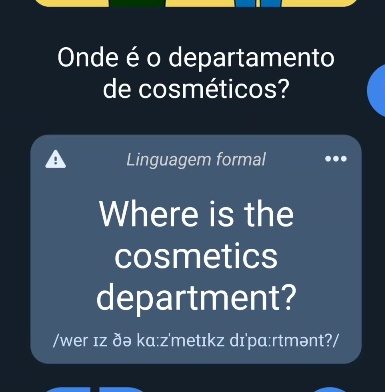 Onde é o departamento
de cosméticos?
Linguagem formal
Where is the
cosmetics
department?
/wer ɪz ðə kɑːzˈmetɪkz dɪˈpɑːrtmənt?/